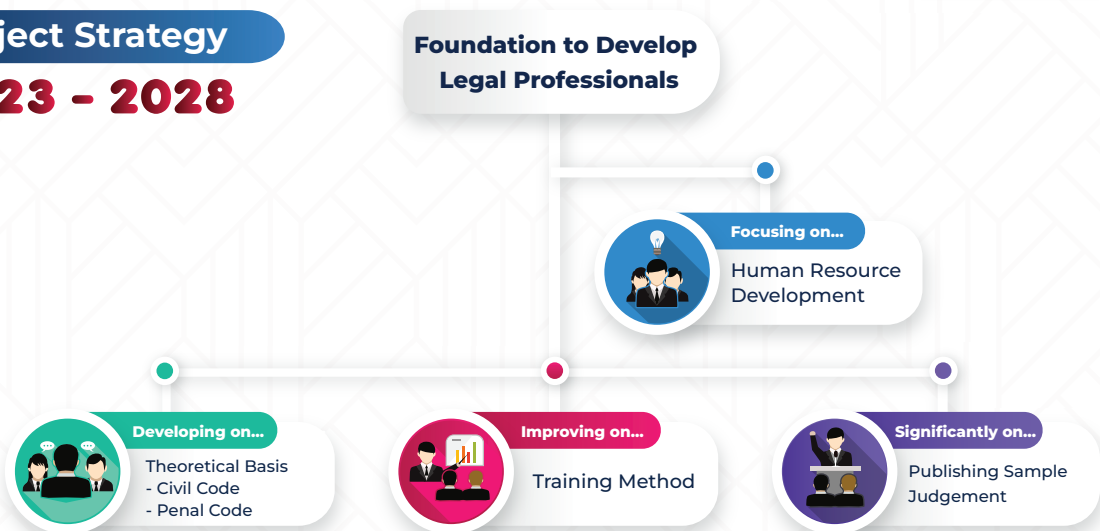 ject Strategy
23 - 2028
Foundation to Develop
Legal Professionals
Focusing on...
Human Resource
Development
Developing on...
Theoretical Basis
- Civil Code
- Penal Code
Improving on...
Training Method
Significantly on...
Publishing Sample
Judgement